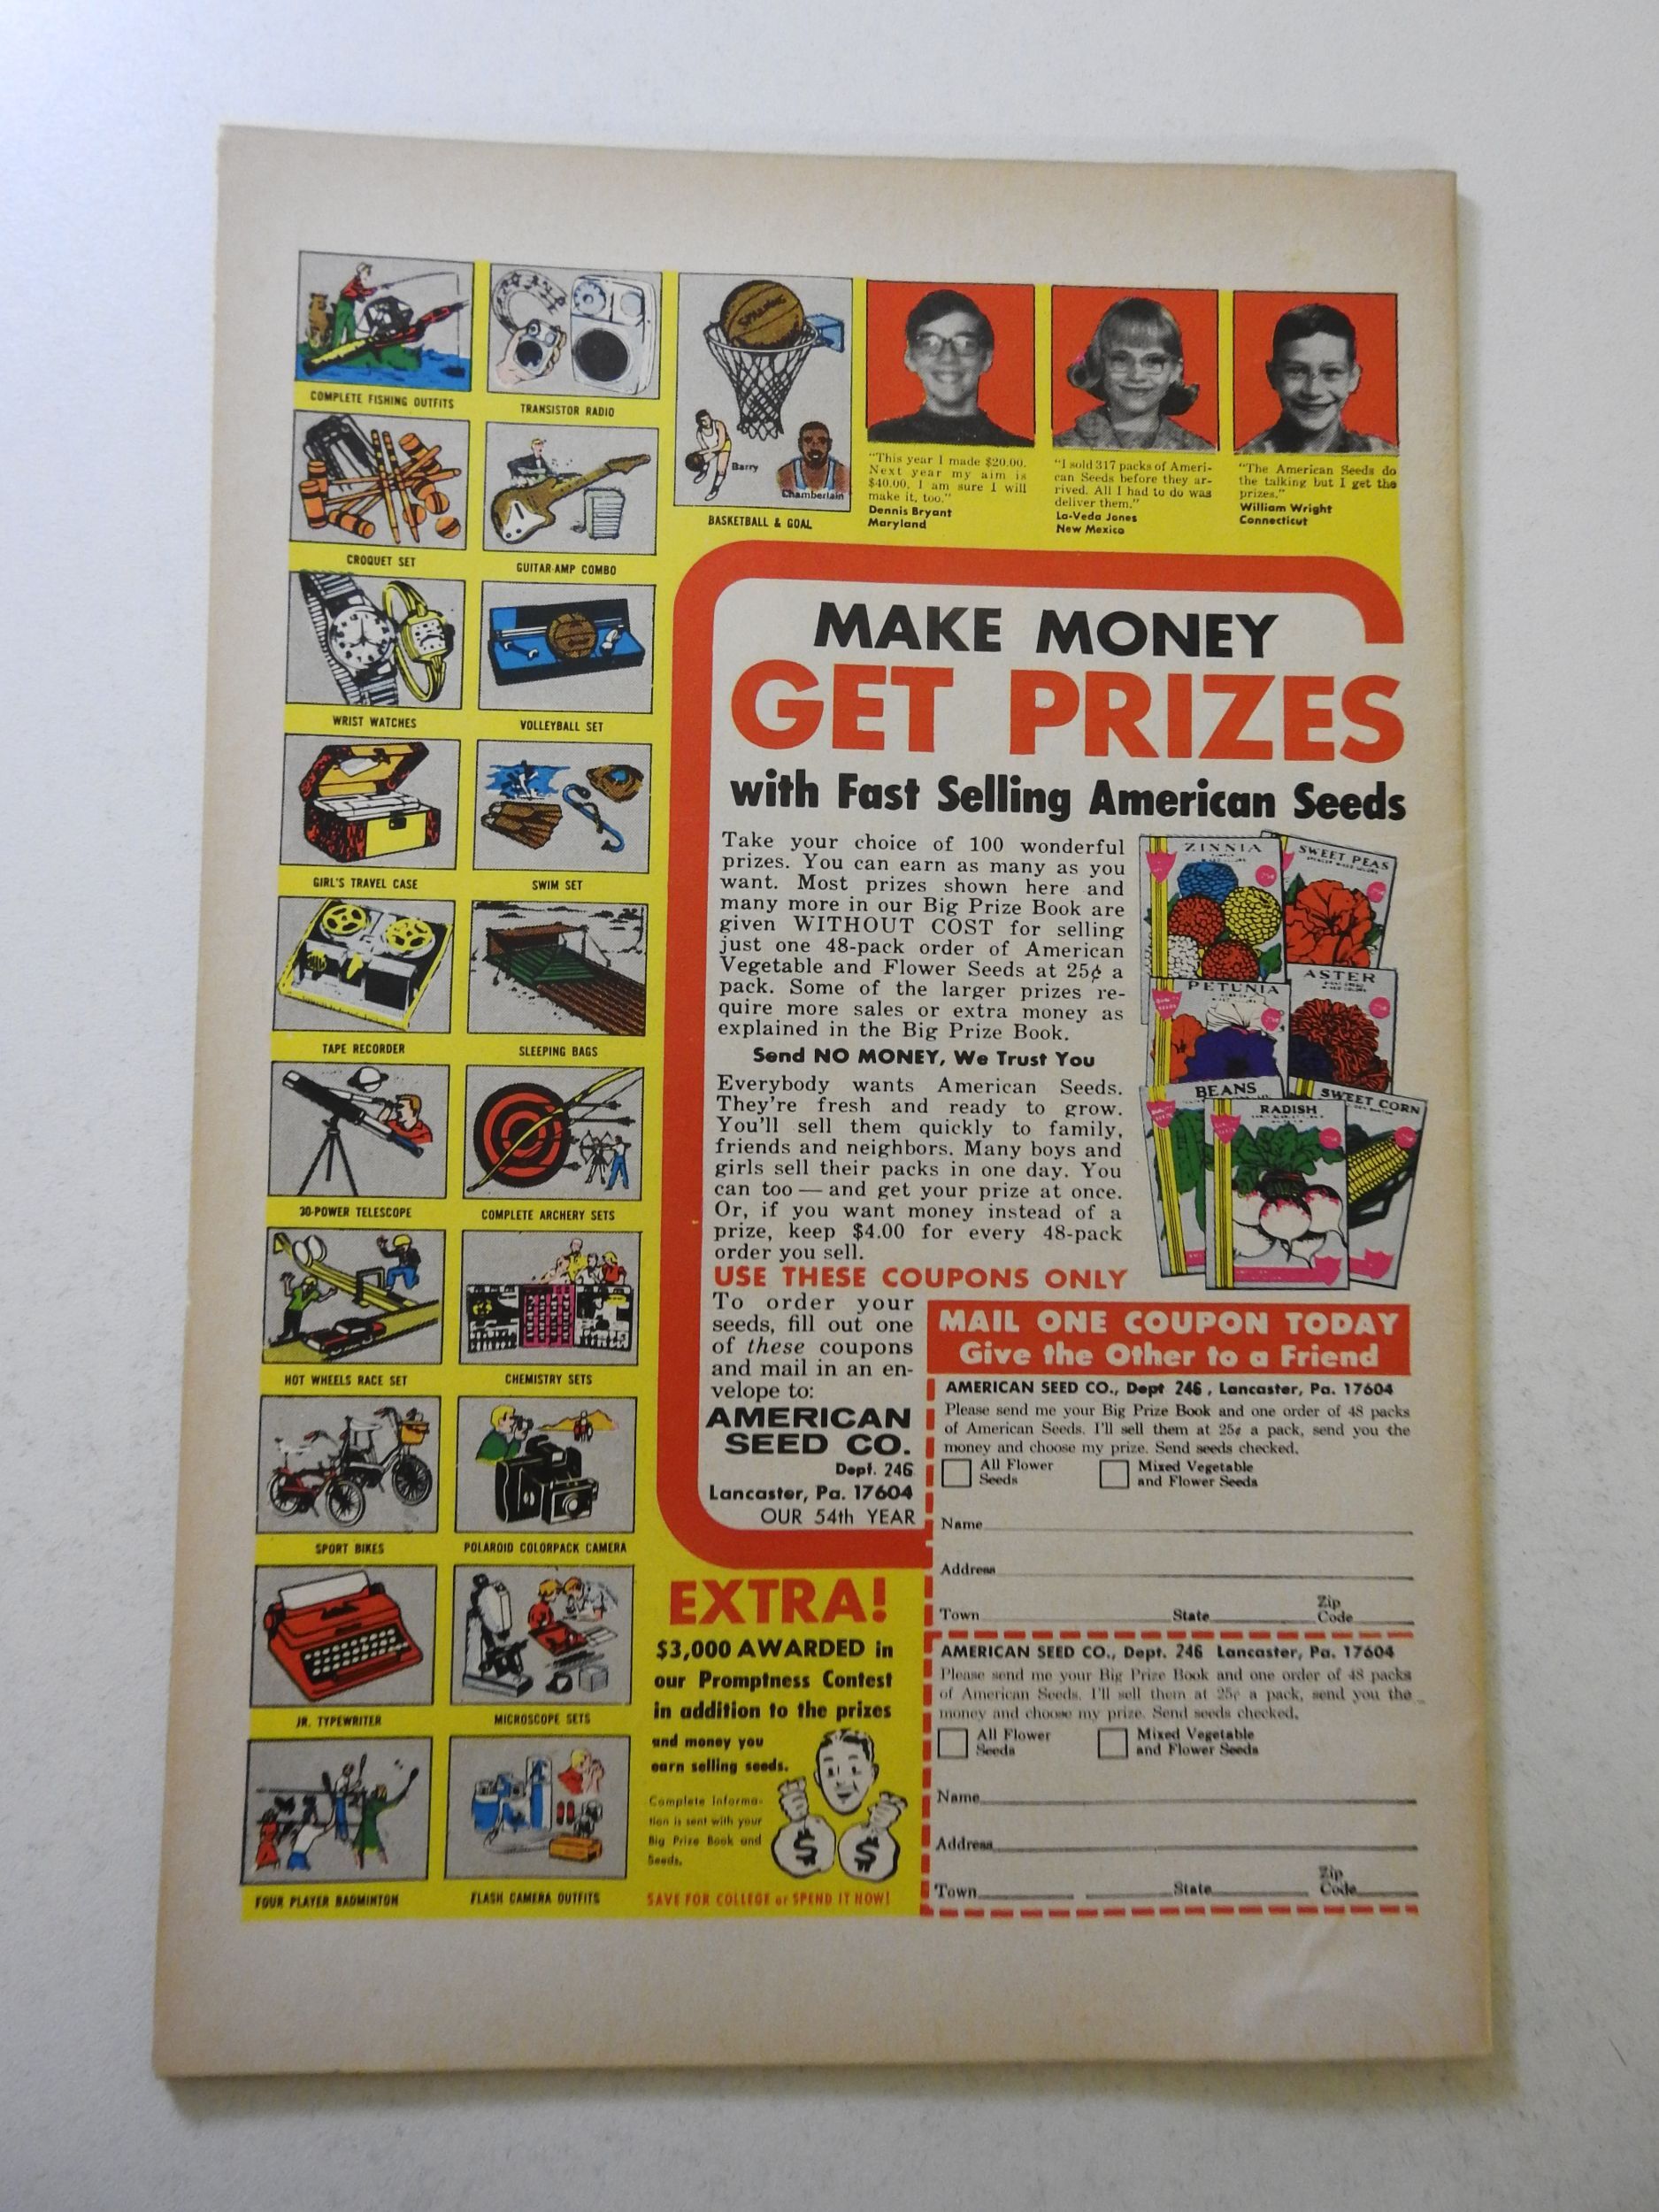 COMPLETE FISHING OUTFITS
TRANSISTOR RADIO
CROQUET SET
GUITAR-AMP COMBO
WRIST WATCHES
VOLLEYBALL SET
GIRL'S TRAVEL CASE
SWIM SET
TAPE RECORDER
SLEEPING BAGS
30-POWER TELESCOPE
COMPLETE ARCHERY SETS
HOT WHEELS RACE SET
CHEMISTRY SETS
SPORT BIKES
POLAROID COLORPACK CAMERA
JR. TYPEWRITER
MICROSCOPE SETS
FOUR PLAYER BADMINTON
FLASH CAMERA OUTFITS
SPALDING
Barry
Chamberlain
BASKETBALL & GOAL
"This year I made $20.00.
Next year my aim is
$40.00. I am sure I will
make it, too."
Dennis Bryant
Maryland
"I sold 317 packs of Ameri-
can Seeds before they ar-
rived. All I had to do was
deliver them."
La-Veda Jones
New Mexico
"The American Seeds do
the talking but I get the
prizes."
William Wright
Connecticut
MAKE MONEY
GET PRIZES
with Fast Selling American Seeds
Take your choice of 100 wonderful
prizes. You can earn as many as you
want. Most prizes shown here and
many more in our Big Prize Book are
given WITHOUT COST for selling
just one 48-pack order of American
Vegetable and Flower Seeds at 25¢ a
pack. Some of the larger prizes re-
quire more sales or extra money as
explained in the Big Prize Book.
Send NO MONEY, We Trust You
Everybody wants American Seeds.
They're fresh and ready to grow.
You'll sell them quickly to family,
friends and neighbors. Many boys and
girls sell their packs in one day. You
can too — and get your prize at once.
Or, if you want money instead of a
prize, keep $4.00 for every 48-pack
order you sell.
ZINNIA
SWEET PEAS
PETUNIA
ASTER
BEANS
RADISH
SWEET CORN
USE THESE COUPONS ONLY
To order your
seeds, fill out one
of these coupons
and mail in an en-
velope to:
AMERICAN
SEED CO.
Dept. 246
Lancaster, Pa. 17604
OUR 54th YEAR
MAIL ONE COUPON TODAY
Give the Other to a Friend
AMERICAN SEED CO., Dept 246, Lancaster, Pa. 17604
Please send me your Big Prize Book and one order of 48 packs
of American Seeds. I'll sell them at 25¢ a pack, send you the
money and choose my prize. Send seeds checked.
All Flower
Seeds
Mixed Vegetable
and Flower Seeds
Name
Address
Town State Zip
Code
AMERICAN SEED CO., Dept. 246 Lancaster, Pa. 17604
Please send me your Big Prize Book and one order of 48 packs
of American Seeds. I'll sell them at 25¢ a pack, send you the
money and choose my prize. Send seeds checked.
All Flower
Seeds
Mixed Vegetable
and Flower Seeds
Name
Address
Town State Zip
Code
EXTRA!
$3,000 AWARDED in
our Promptness Contest
in addition to the prizes
and money you
earn selling seeds.
Complete informa-
tion is sent with your
Big Prize Book and
Seeds.
$ $
SAVE FOR COLLEGE or SPEND IT NOW!